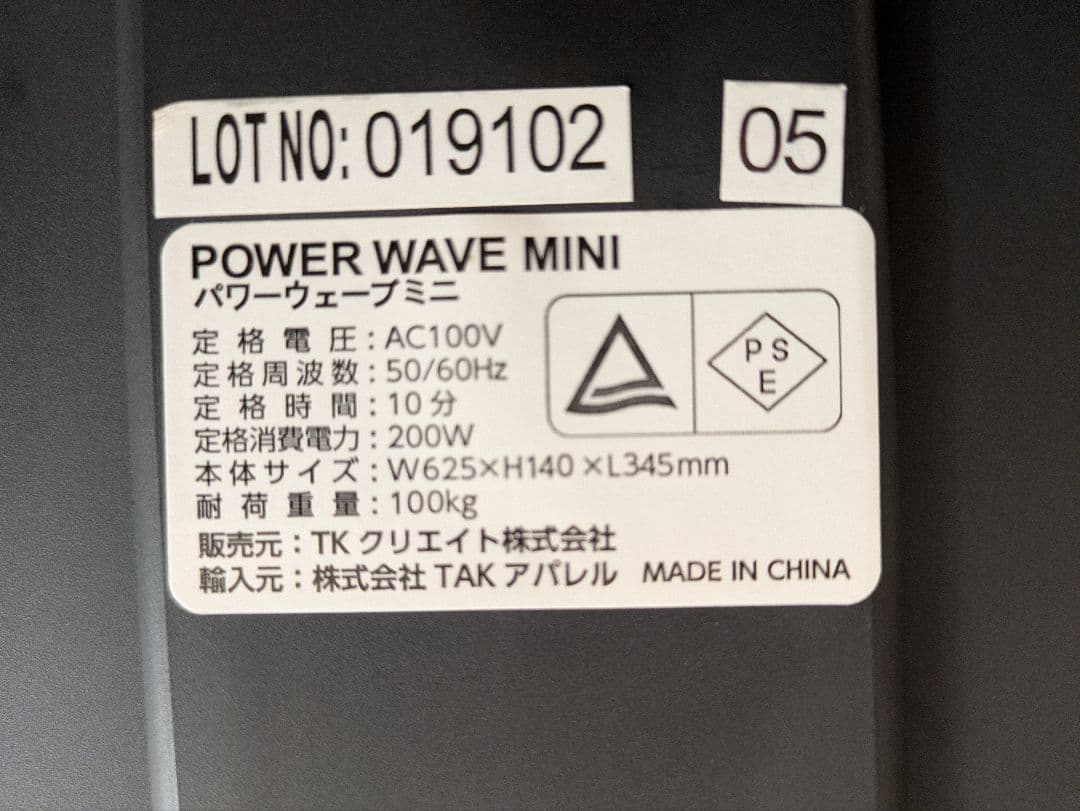 LOT NO: 019102 05
POWER WAVE MINI
パワーウェーブミニ
定格電圧：AC100V
定格周波数：50/60Hz
定格時間：10分
定格消費電力：200W
本体サイズ：W625×H140×L345mm
耐荷重量：100kg
販売元：TKクリエイト株式会社
輸入元：株式会社TAKアパレル MADE IN CHINA
P S
E